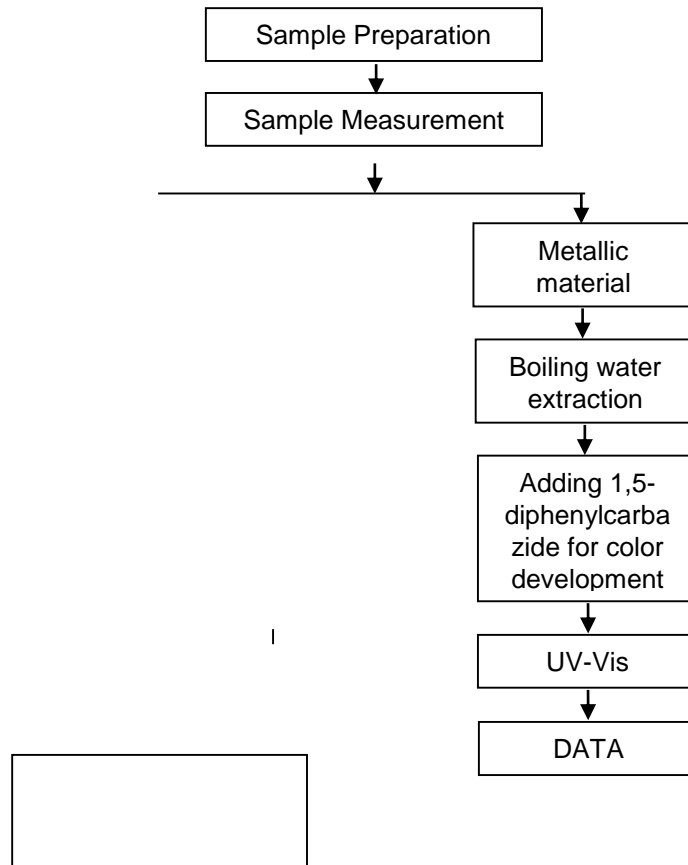 Sample Preparation
Sample Measurement
Metallic
material
Boiling water
extraction
Adding 1,5-
diphenylcarba
zide for color
development
UV-Vis
DATA